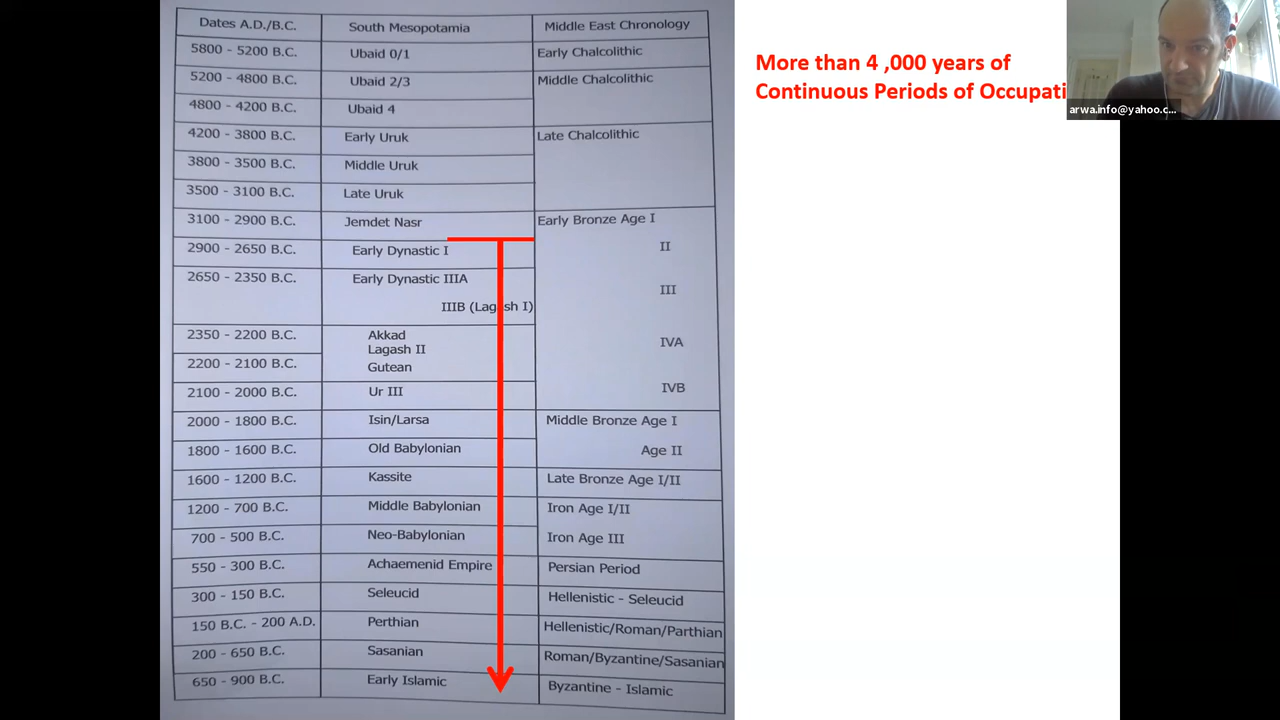 Dates A.D./B.C. South Mesopotamia Middle East Chronology
5800 - 5200 B.C. Ubaid 0/1 Early Chalcolithic
5200 - 4800 B.C. Ubaid 2/3 Middle Chalcolithic
4800 - 4200 B.C. Ubaid 4
4200 - 3800 B.C. Early Uruk Late Chalcolithic
3800 - 3500 B.C. Middle Uruk
3500 - 3100 B.C. Late Uruk
3100 - 2900 B.C. Jemdet Nasr Early Bronze Age I
2900 - 2650 B.C. Early Dynastic I II
2650 - 2350 B.C. Early Dynastic IIIA III
IIIB (Lagash I)
2350 - 2200 B.C. Akkad IVA
Lagash II
2200 - 2100 B.C. Gutean
2100 - 2000 B.C. Ur III IVB
2000 - 1800 B.C. Isin/Larsa Middle Bronze Age I
1800 - 1600 B.C. Old Babylonian Age II
1600 - 1200 B.C. Kassite Late Bronze Age I/II
1200 - 700 B.C. Middle Babylonian Iron Age I/II
700 - 500 B.C. Neo-Babylonian Iron Age III
550 - 300 B.C. Achaemenid Empire Persian Period
300 - 150 B.C. Seleucid Hellenistic - Seleucid
150 B.C. - 200 A.D. Perthian Hellenistic/Roman/Parthian
200 - 650 B.C. Sasanian Roman/Byzantine/Sasanian
650 - 900 B.C. Early Islamic Byzantine - Islamic
More than 4 ,000 years of
Continuous Periods of Occupati
arwa.info@yahoo.c...